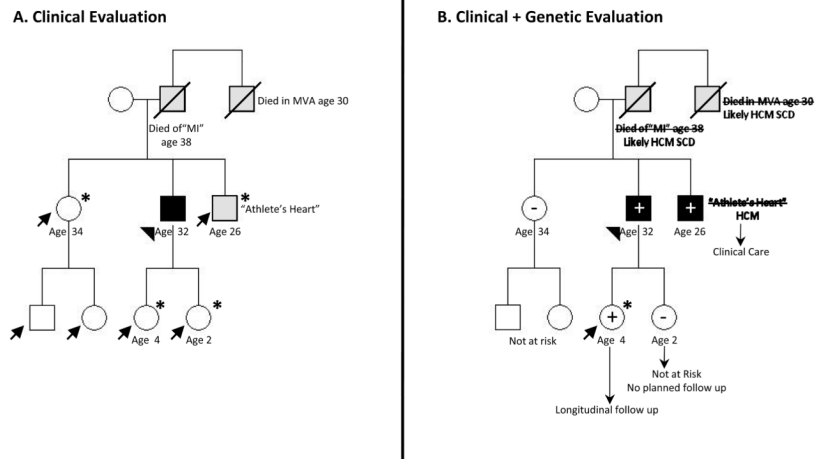 A. Clinical Evaluation
Died in MVA age 30
Died of"MI"
age 38
*
*
"Athlete's Heart"
Age 34
Age 32
Age 26
*
*
Age 4
Age 2
B. Clinical + Genetic Evaluation
Died in MVA age 30
Likely HCM SCD
Died of"MI" age 38
Likely HCM SCD
-
+
+
"Athlete's Heart"
HCM
Age 34
Age 32
Age 26
Clinical Care
+
*
-
Not at risk
Age 4
Age 2
Not at Risk
No planned follow up
Longitudinal follow up